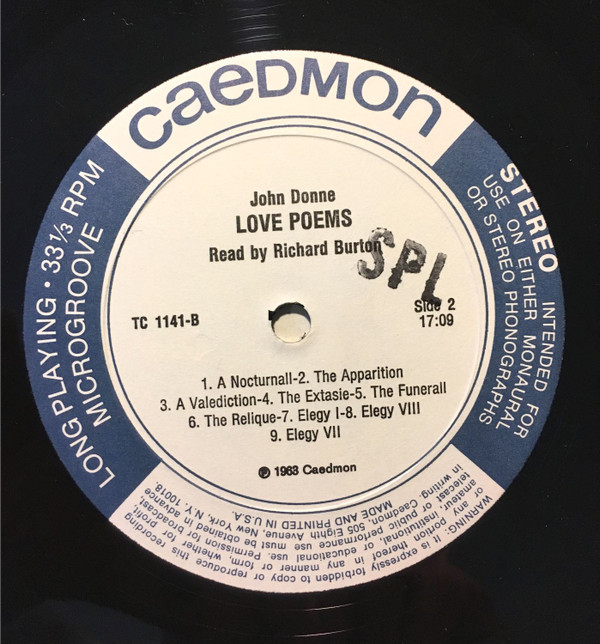 caeDmon
John Donne
LOVE POEMS
Read by Richard Burton
SPL
TC 1141-B
Side 2
17:09
1. A Nocturnall-2. The Apparition
3. A Valediction-4. The Extasie-5. The Funerall
6. The Relique-7. Elegy I-8. Elegy VIII
9. Elegy VII
℗ 1963 Caedmon
LONG PLAYING • 33⅓ RPM
MICROGROOVE
STEREO INTENDED FOR
USE ON EITHER MONAURAL
OR STEREO PHONOGRAPHS
WARNING: It is expressly forbidden to copy or reproduce this recording
or any portion thereof in any manner or form, whether for profit,
amateur, institutional, or educational use. Permission for broadcast,
telecast or public performance use must be obtained in advance
in writing. Caedmon, 505 Eighth Avenue, New York, N.Y. 10018.
MADE AND PRINTED IN U.S.A.